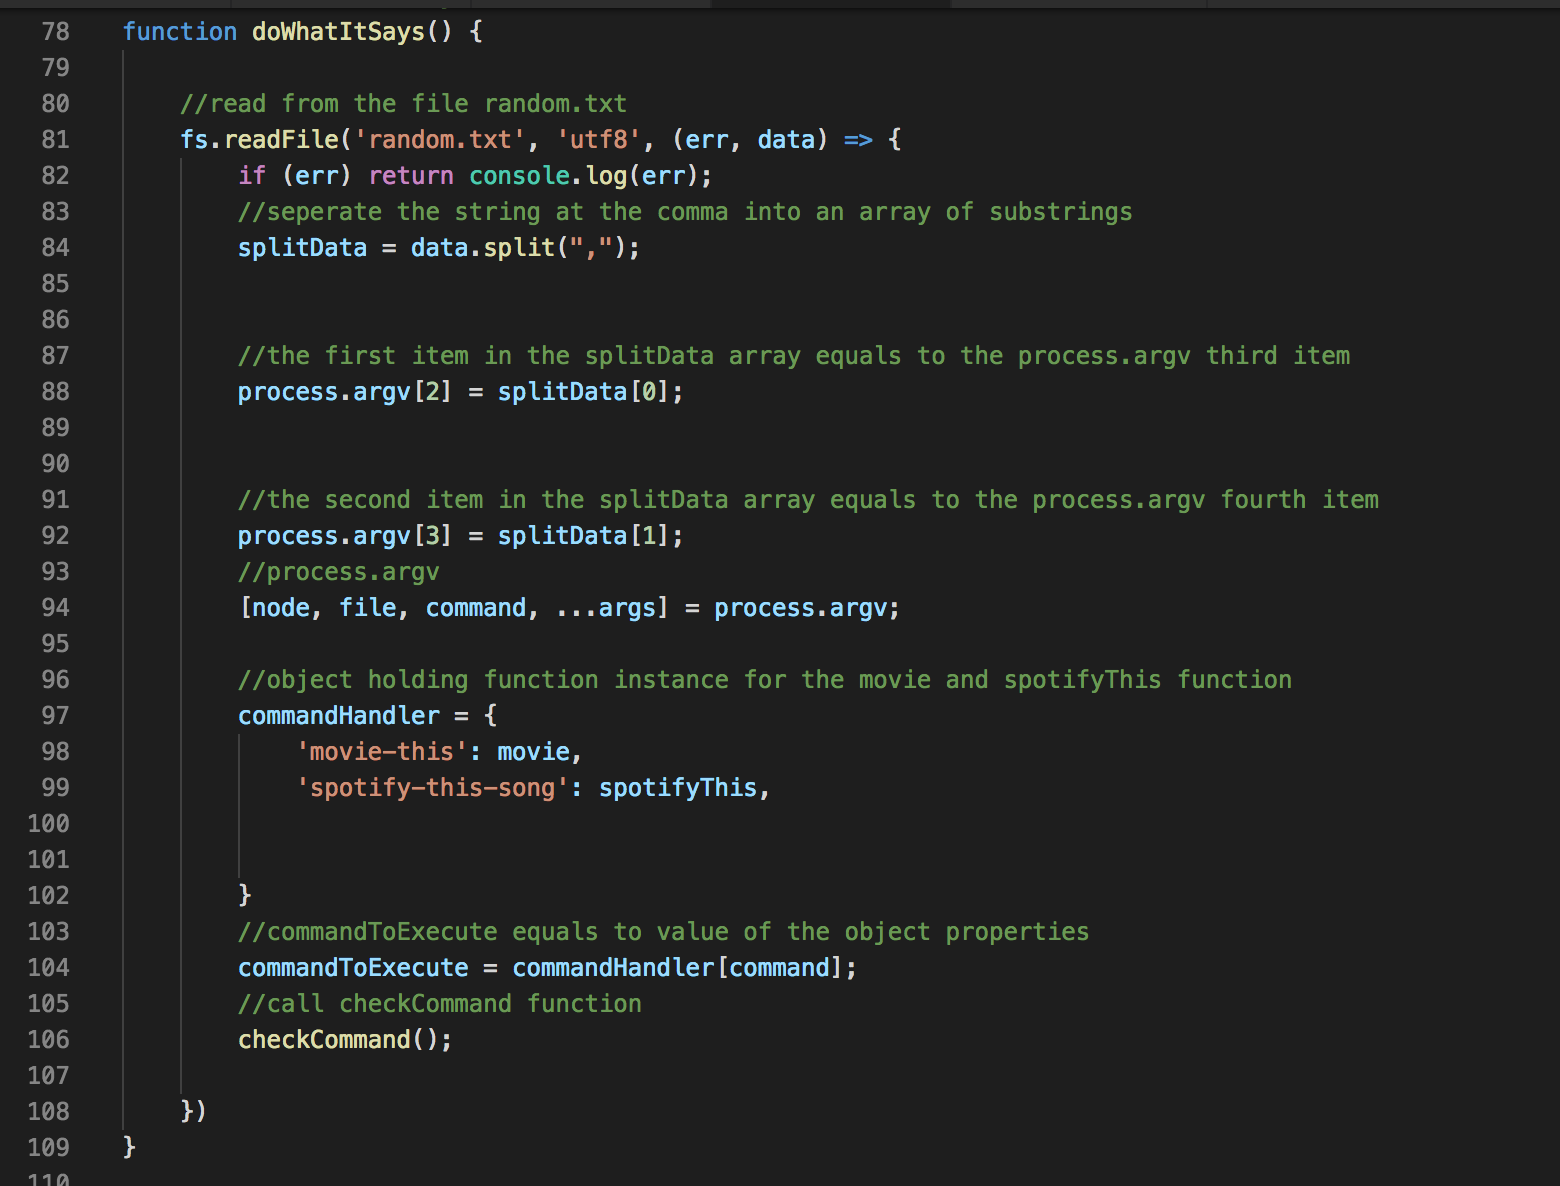 78 function doWhatItSays() {
79
80 //read from the file random.txt
81 fs.readFile('random.txt', 'utf8', (err, data) => {
82 if (err) return console.log(err);
83 //seperate the string at the comma into an array of substrings
84 splitData = data.split(",");
85
86
87 //the first item in the splitData array equals to the process.argv third item
88 process.argv[2] = splitData[0];
89
90
91 //the second item in the splitData array equals to the process.argv fourth item
92 process.argv[3] = splitData[1];
93 //process.argv
94 [node, file, command, ...args] = process.argv;
95
96 //object holding function instance for the movie and spotifyThis function
97 commandHandler = {
98 'movie-this': movie,
99 'spotify-this-song': spotifyThis,
100
101
102 }
103 //commandToExecute equals to value of the object properties
104 commandToExecute = commandHandler[command];
105 //call checkCommand function
106 checkCommand();
107
108 })
109 }
110